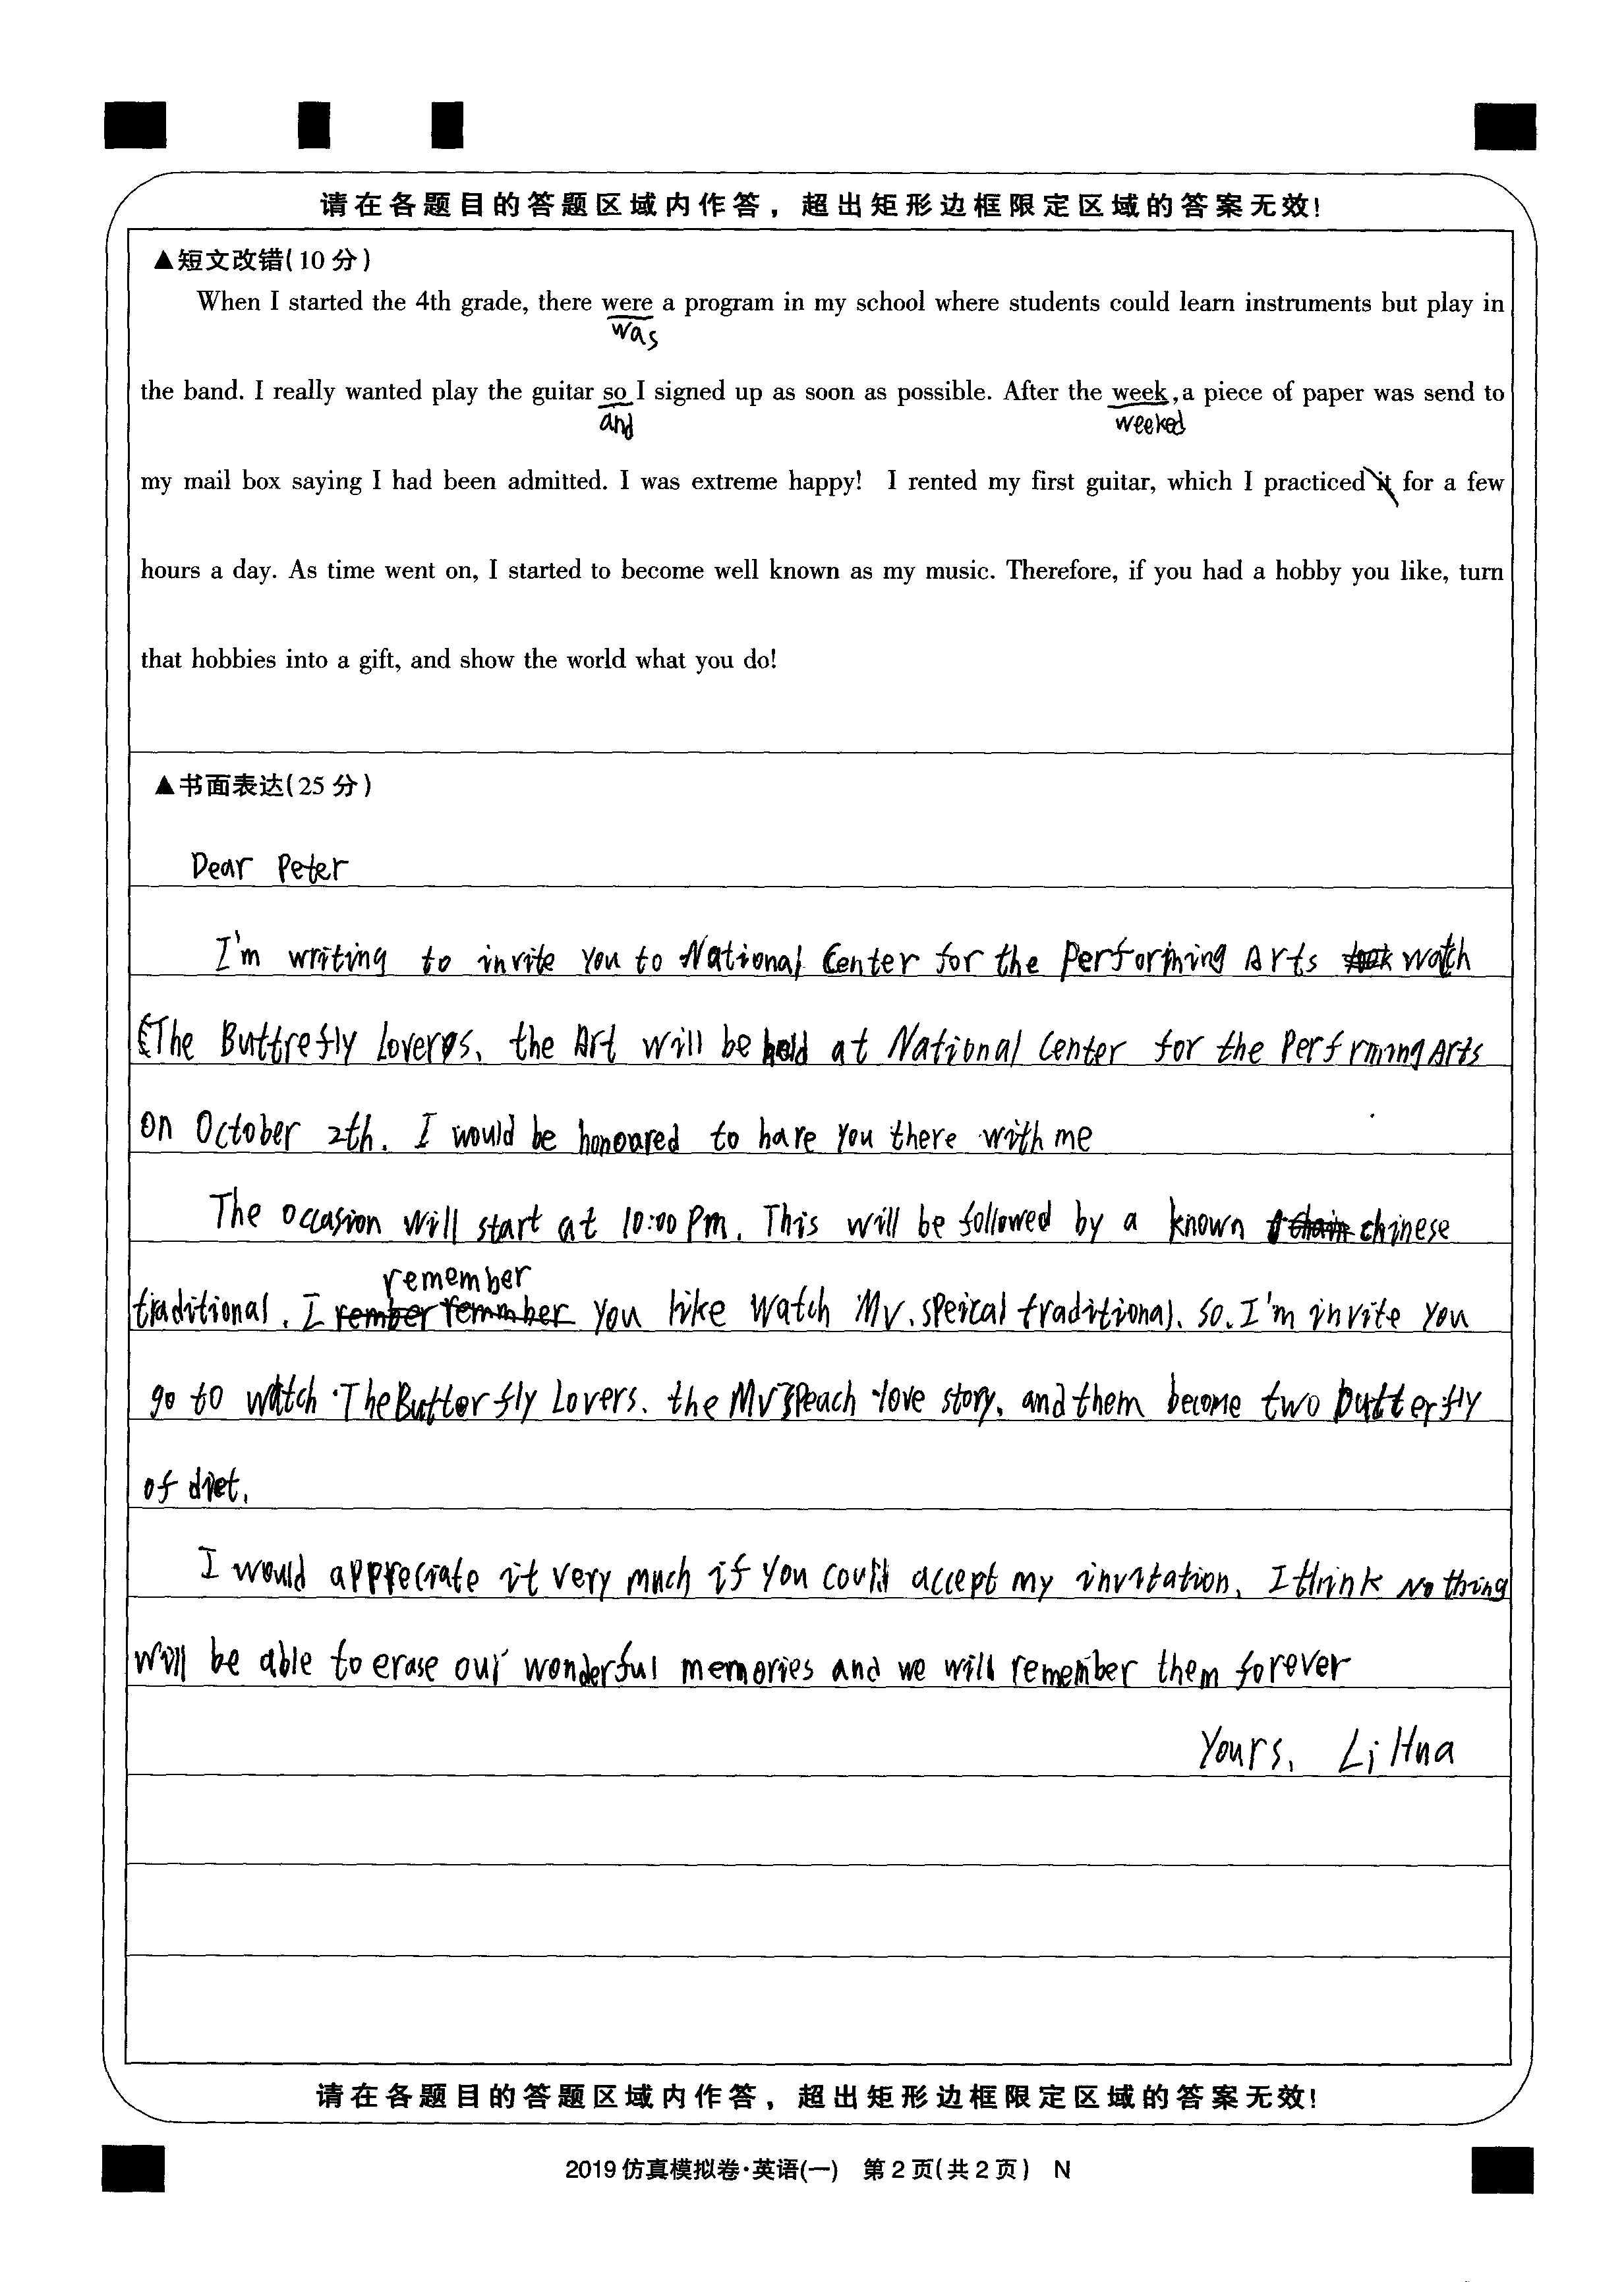 请在各题目的答题区域内作答，超出矩形边框限定区域的答案无效！
▲短文改错(10分)
When I started the 4th grade, there were a program in my school where students could learn instruments but play in
was
the band. I really wanted play the guitar so I signed up as soon as possible. After the week, a piece of paper was send to
and weeked
my mail box saying I had been admitted. I was extreme happy! I rented my first guitar, which I practiced it for a few
hours a day. As time went on, I started to become well known as my music. Therefore, if you had a hobby you like, turn
that hobbies into a gift, and show the world what you do!
▲书面表达(25分)
Dear Peter
I'm writing to invite you to National Center for the Performing Arts watch
《The Buttrefly Lovers. the Art will be held at National Center for the Perfrming Arts
on October 2th. I would be honoured to have you there with me
The occasion will start at 10:00 Pm. This will be followed by a known chinese
remember
traditional. I rember remmber you like watch Mv. speical traditional. so. I'm invite you
go to watch The Butterfly Lovers. the MV speach love story. and them become two butterfly
of diet.
I would appreciate it very much if you could accept my invitation. I think No thing
will be able to erase our wonderful memories and we will remember them forever
Yours, Li Hua
请在各题目的答题区域内作答，超出矩形边框限定区域的答案无效！
2019仿真模拟卷·英语(一) 第2页(共2页) N